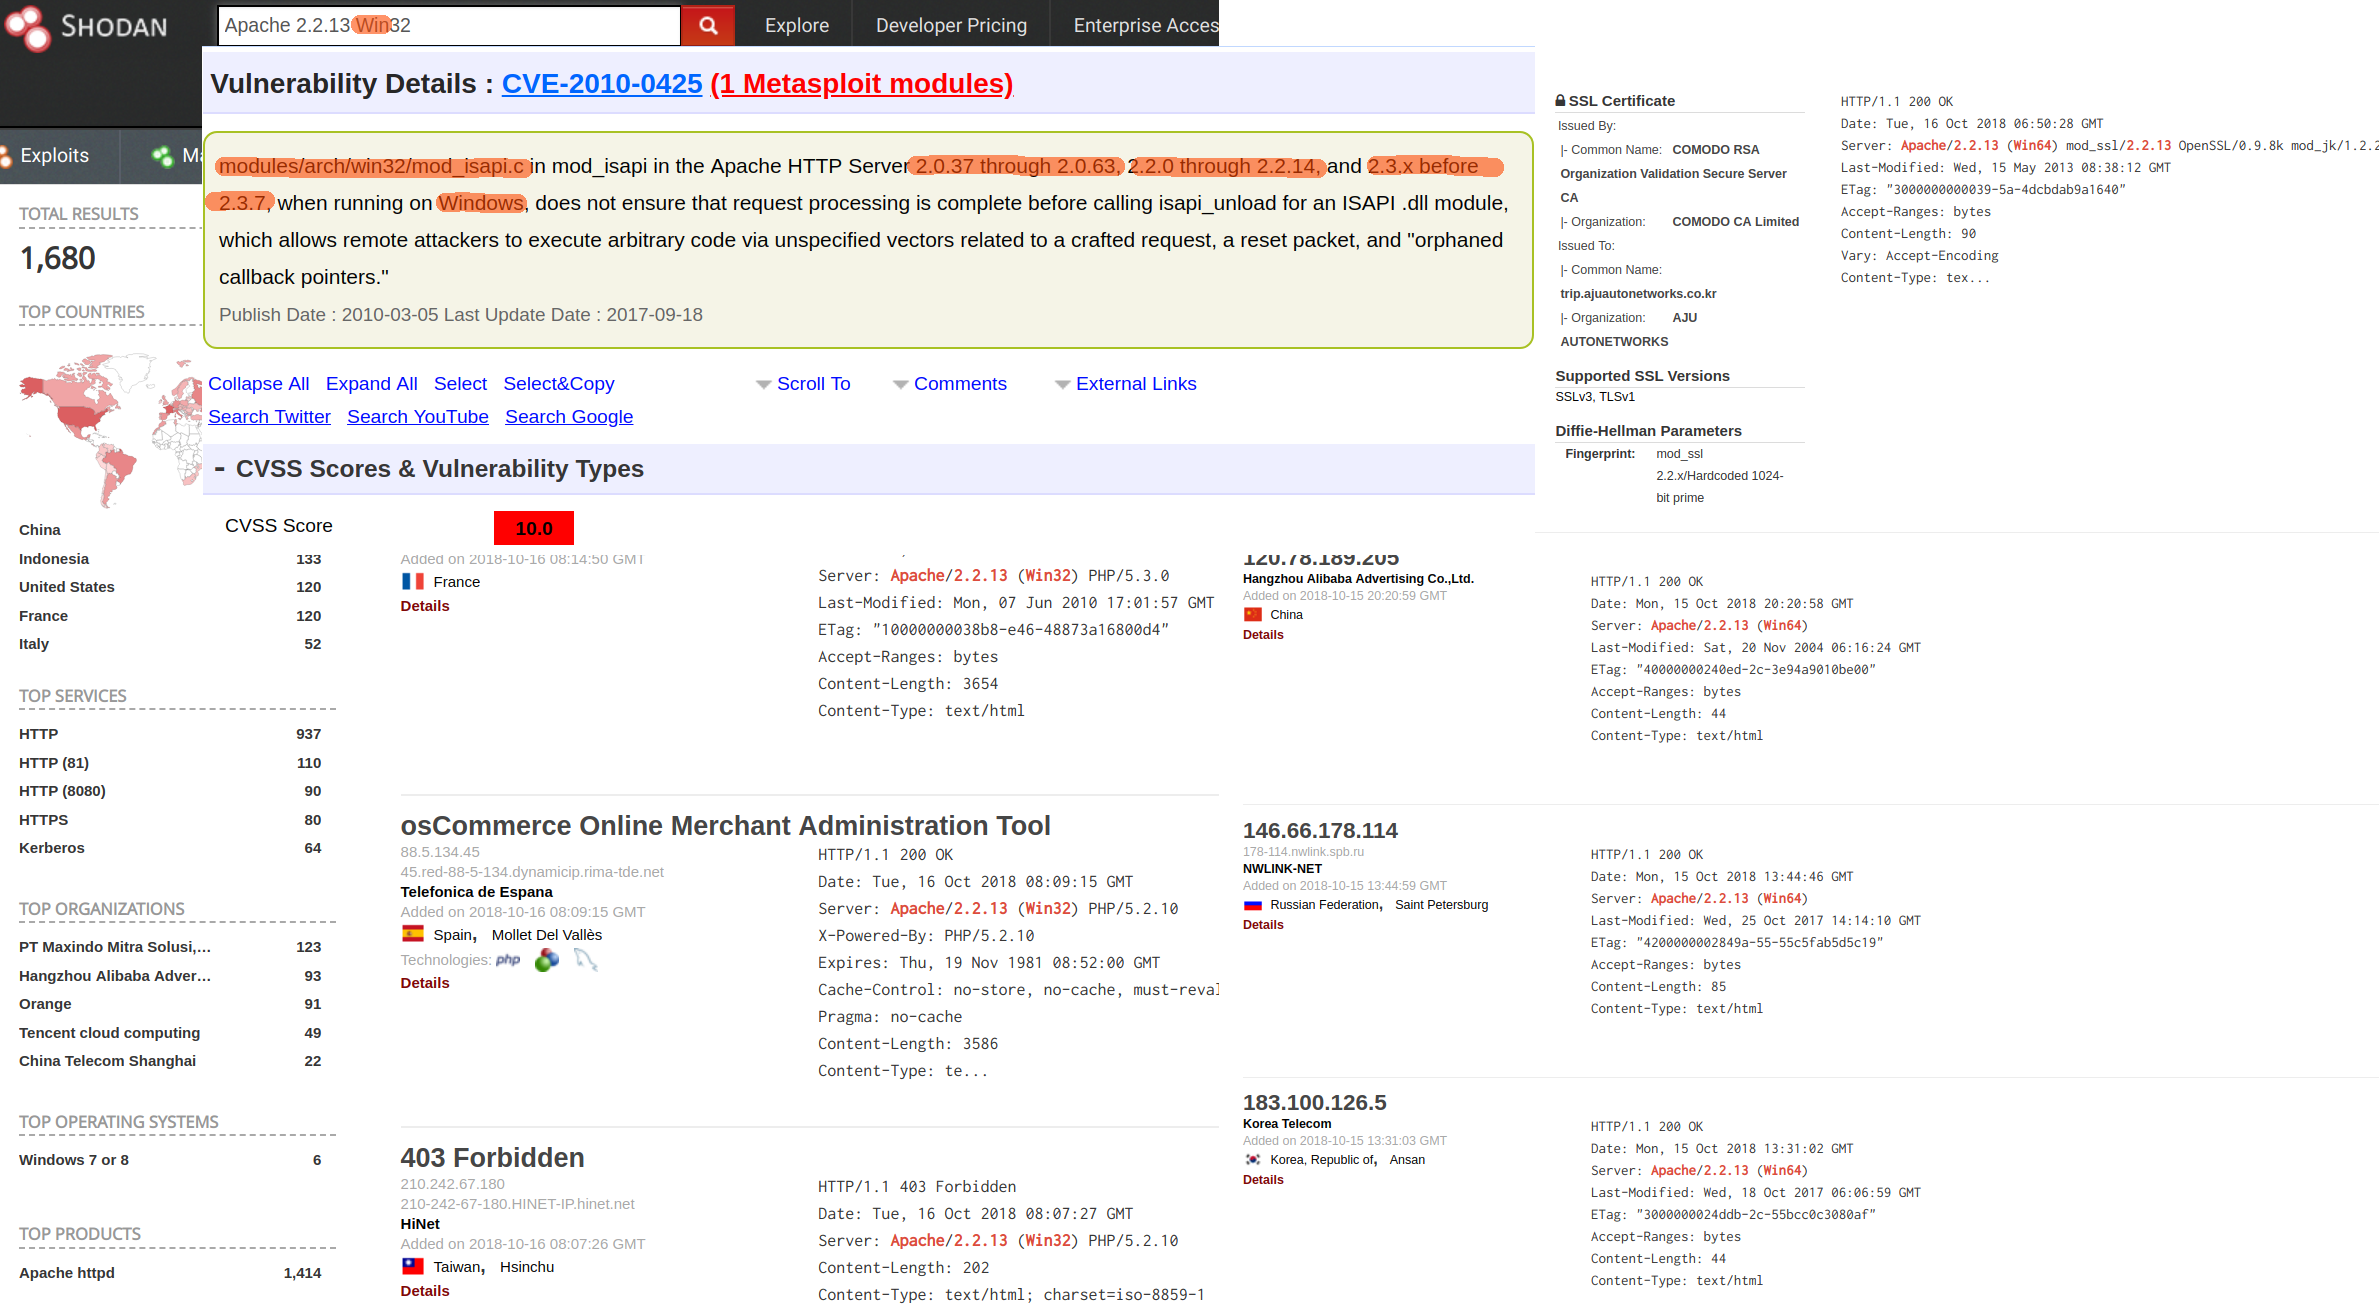 SHODAN
Apache 2.2.13 Win32
Explore
Developer Pricing
Enterprise Acces
Exploits
Vulnerability Details : CVE-2010-0425 (1 Metasploit modules)
modules/arch/win32/mod_isapi.c in mod_isapi in the Apache HTTP Server 2.0.37 through 2.0.63, 2.2.0 through 2.2.14, and 2.3.x before
2.3.7, when running on Windows, does not ensure that request processing is complete before calling isapi_unload for an ISAPI .dll module,
which allows remote attackers to execute arbitrary code via unspecified vectors related to a crafted request, a reset packet, and "orphaned
callback pointers."
Publish Date : 2010-03-05 Last Update Date : 2017-09-18
Collapse All Expand All Select Select&Copy
Scroll To
Comments
External Links
Search Twitter Search YouTube Search Google
- CVSS Scores & Vulnerability Types
CVSS Score 10.0
TOTAL RESULTS
1,680
TOP COUNTRIES
China
Indonesia 133
United States 120
France 120
Italy 52
TOP SERVICES
HTTP 937
HTTP (81) 110
HTTP (8080) 90
HTTPS 80
Kerberos 64
TOP ORGANIZATIONS
PT Maxindo Mitra Solusi,... 123
Hangzhou Alibaba Adver... 93
Orange 91
Tencent cloud computing 49
China Telecom Shanghai 22
TOP OPERATING SYSTEMS
Windows 7 or 8 6
TOP PRODUCTS
Apache httpd 1,414
Added on 2018-10-16 08:14:50 GMT
France
Details
Server: Apache/2.2.13 (Win32) PHP/5.3.0
Last-Modified: Mon, 07 Jun 2010 17:01:57 GMT
ETag: "10000000038b8-e46-48873a16800d4"
Accept-Ranges: bytes
Content-Length: 3654
Content-Type: text/html
osCommerce Online Merchant Administration Tool
88.5.134.45
45.red-88-5-134.dynamicip.rima-tde.net
Telefonica de Espana
Added on 2018-10-16 08:09:15 GMT
Spain, Mollet Del Vallès
Technologies: php
Details
HTTP/1.1 200 OK
Date: Tue, 16 Oct 2018 08:09:15 GMT
Server: Apache/2.2.13 (Win32) PHP/5.2.10
X-Powered-By: PHP/5.2.10
Expires: Thu, 19 Nov 1981 08:52:00 GMT
Cache-Control: no-store, no-cache, must-reval
Pragma: no-cache
Content-Length: 3586
Content-Type: te...
403 Forbidden
210.242.67.180
210-242-67-180.HINET-IP.hinet.net
HiNet
Added on 2018-10-16 08:07:26 GMT
Taiwan, Hsinchu
Details
HTTP/1.1 403 Forbidden
Date: Tue, 16 Oct 2018 08:07:27 GMT
Server: Apache/2.2.13 (Win32) PHP/5.2.10
Content-Length: 202
Content-Type: text/html; charset=iso-8859-1
SSL Certificate
Issued By:
|- Common Name: COMODO RSA
Organization Validation Secure Server
CA
|- Organization: COMODO CA Limited
Issued To:
|- Common Name:
trip.ajuautonetworks.co.kr
|- Organization: AJU
AUTONETWORKS
Supported SSL Versions
SSLv3, TLSv1
Diffie-Hellman Parameters
Fingerprint: mod_ssl
2.2.x/Hardcoded 1024-
bit prime
HTTP/1.1 200 OK
Date: Tue, 16 Oct 2018 06:50:28 GMT
Server: Apache/2.2.13 (Win64) mod_ssl/2.2.13 OpenSSL/0.9.8k mod_jk/1.2.2
Last-Modified: Wed, 15 May 2013 08:38:12 GMT
ETag: "3000000000039-5a-4dcbdab9a1640"
Accept-Ranges: bytes
Content-Length: 90
Vary: Accept-Encoding
Content-Type: tex...
120.78.189.205
Hangzhou Alibaba Advertising Co.,Ltd.
Added on 2018-10-15 20:20:59 GMT
China
Details
HTTP/1.1 200 OK
Date: Mon, 15 Oct 2018 20:20:58 GMT
Server: Apache/2.2.13 (Win64)
Last-Modified: Sat, 20 Nov 2004 06:16:24 GMT
ETag: "40000000240ed-2c-3e94a9010be00"
Accept-Ranges: bytes
Content-Length: 44
Content-Type: text/html
146.66.178.114
178-114.nwlink.spb.ru
NWLINK-NET
Added on 2018-10-15 13:44:59 GMT
Russian Federation, Saint Petersburg
Details
HTTP/1.1 200 OK
Date: Mon, 15 Oct 2018 13:44:46 GMT
Server: Apache/2.2.13 (Win64)
Last-Modified: Wed, 25 Oct 2017 14:14:10 GMT
ETag: "4200000002849a-55-55c5fab5d5c19"
Accept-Ranges: bytes
Content-Length: 85
Content-Type: text/html
183.100.126.5
Korea Telecom
Added on 2018-10-15 13:31:03 GMT
Korea, Republic of, Ansan
Details
HTTP/1.1 200 OK
Date: Mon, 15 Oct 2018 13:31:02 GMT
Server: Apache/2.2.13 (Win64)
Last-Modified: Wed, 18 Oct 2017 06:06:59 GMT
ETag: "3000000024ddb-2c-55bcc0c3080af"
Accept-Ranges: bytes
Content-Length: 44
Content-Type: text/html